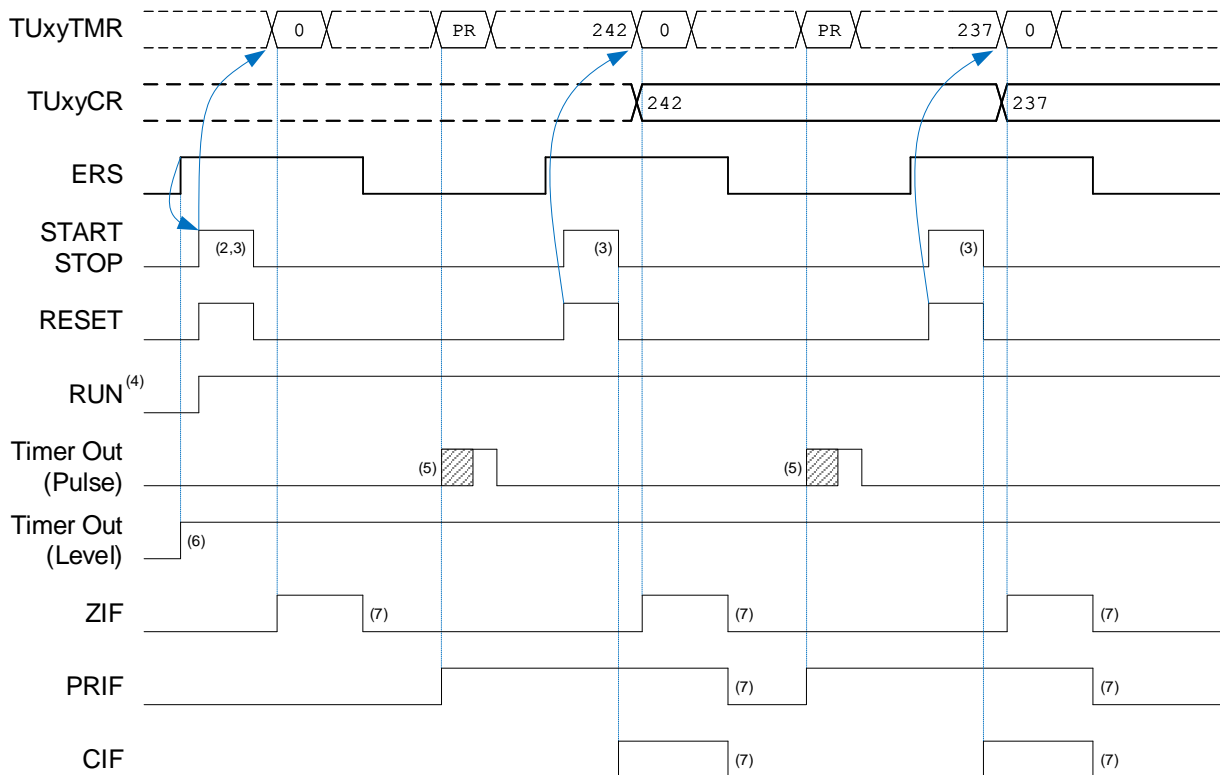 TUxyTMR 0 PR 242 0 PR 237 0
TUxyCR 242 237
ERS
START
STOP
(2,3) (3) (3)
RESET
RUN (4)
Timer Out
(Pulse)
(5) (5)
Timer Out
(Level)
(6)
ZIF (7) (7) (7)
PRIF (7) (7)
CIF (7) (7)